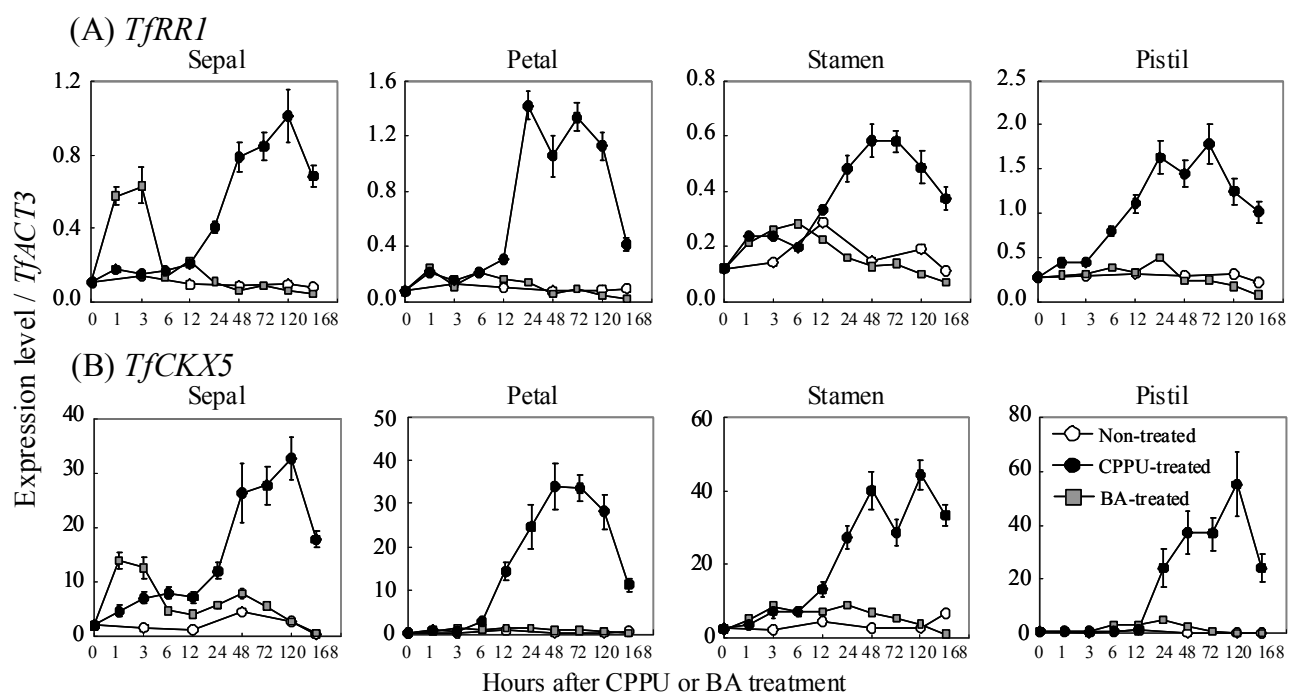 (A) TfRR1
Sepal
Petal
Stamen
Pistil
1.2
0.8
0.4
0.0
1.6
1.2
0.8
0.4
0.0
0.8
0.6
0.4
0.2
0.0
2.5
2.0
1.5
1.0
0.5
0.0
0 1 3 6 12 24 48 72 120 168
0 1 3 6 12 24 48 72 120 168
0 1 3 6 12 24 48 72 120 168
0 1 3 6 12 24 48 72 120 168
Expression level / TfACT3
(B) TfCKX5
Sepal
Petal
Stamen
Pistil
40
30
20
10
0
50
40
30
20
10
0
60
40
20
0
80
60
40
20
0
Non-treated
CPPU-treated
BA-treated
0 1 3 6 12 24 48 72 120 168
0 1 3 6 12 24 48 72 120 168
0 1 3 6 12 24 48 72 120 168
0 1 3 6 12 24 48 72 120 168
Hours after CPPU or BA treatment